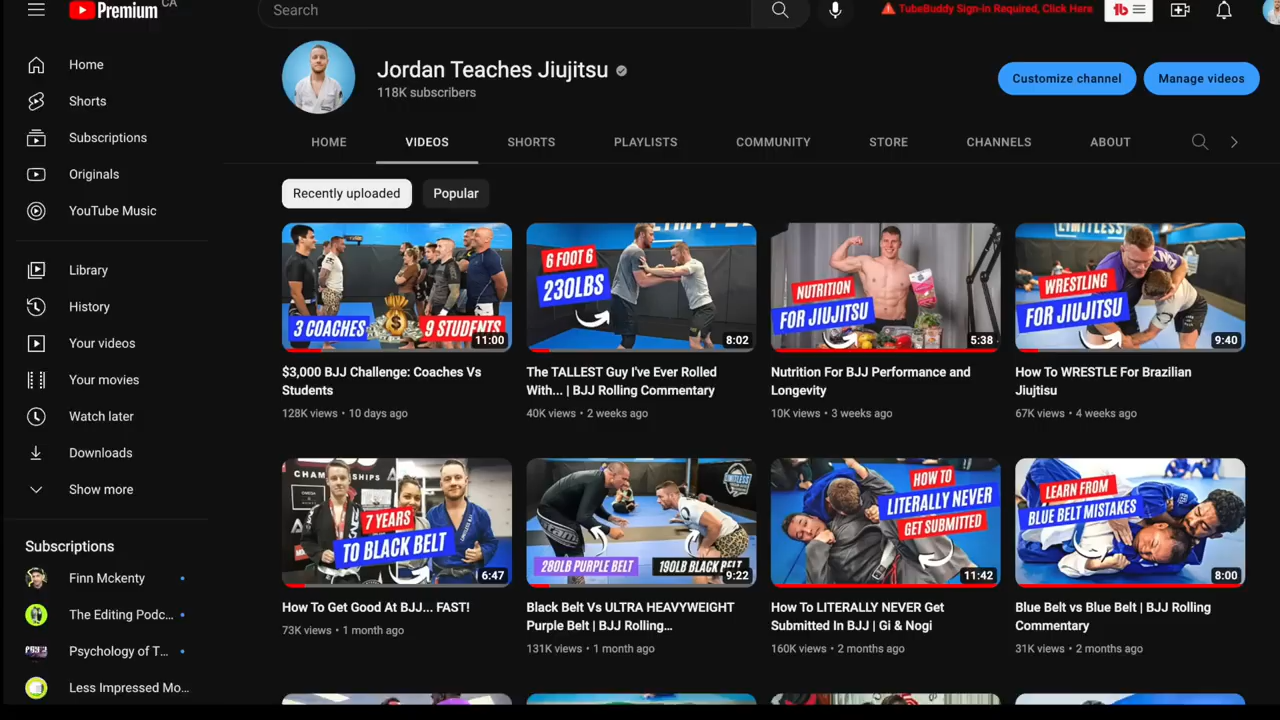 Premium CA
Search
TubeBuddy Sign-in Required, Click Here
tb
Home
Shorts
Subscriptions
Originals
YouTube Music
Library
History
Your videos
Your movies
Watch later
Downloads
Show more
Subscriptions
Finn Mckenty
The Editing Podc...
Psychology of T...
Less Impressed Mo...
Jordan Teaches Jiujitsu
118K subscribers
Customize channel
Manage videos
HOME
VIDEOS
SHORTS
PLAYLISTS
COMMUNITY
STORE
CHANNELS
ABOUT
Recently uploaded
Popular
3 COACHES
$
9 STUDENTS
11:00
$3,000 BJJ Challenge: Coaches Vs
Students
128K views • 10 days ago
6 FOOT 6
230LBS
8:02
The TALLEST Guy I've Ever Rolled
With... | BJJ Rolling Commentary
40K views • 2 weeks ago
NUTRITION
FOR JIUJITSU
5:38
Nutrition For BJJ Performance and
Longevity
10K views • 3 weeks ago
WRESTLING
FOR JIUJITSU
9:40
How To WRESTLE For Brazilian
Jiujtisu
67K views • 4 weeks ago
7 YEARS
TO BLACK BELT
6:47
How To Get Good At BJJ... FAST!
73K views • 1 month ago
LIMITLESS
280LB PURPLE BELT
190LB BLACK BELT
9:22
Black Belt Vs ULTRA HEAVYWEIGHT
Purple Belt | BJJ Rolling...
131K views • 1 month ago
HOW TO
LITERALLY NEVER
GET SUBMITTED
11:42
How To LITERALLY NEVER Get
Submitted In BJJ | Gi & Nogi
160K views • 2 months ago
LEARN FROM
BLUE BELT MISTAKES
8:00
Blue Belt vs Blue Belt | BJJ Rolling
Commentary
31K views • 2 months ago